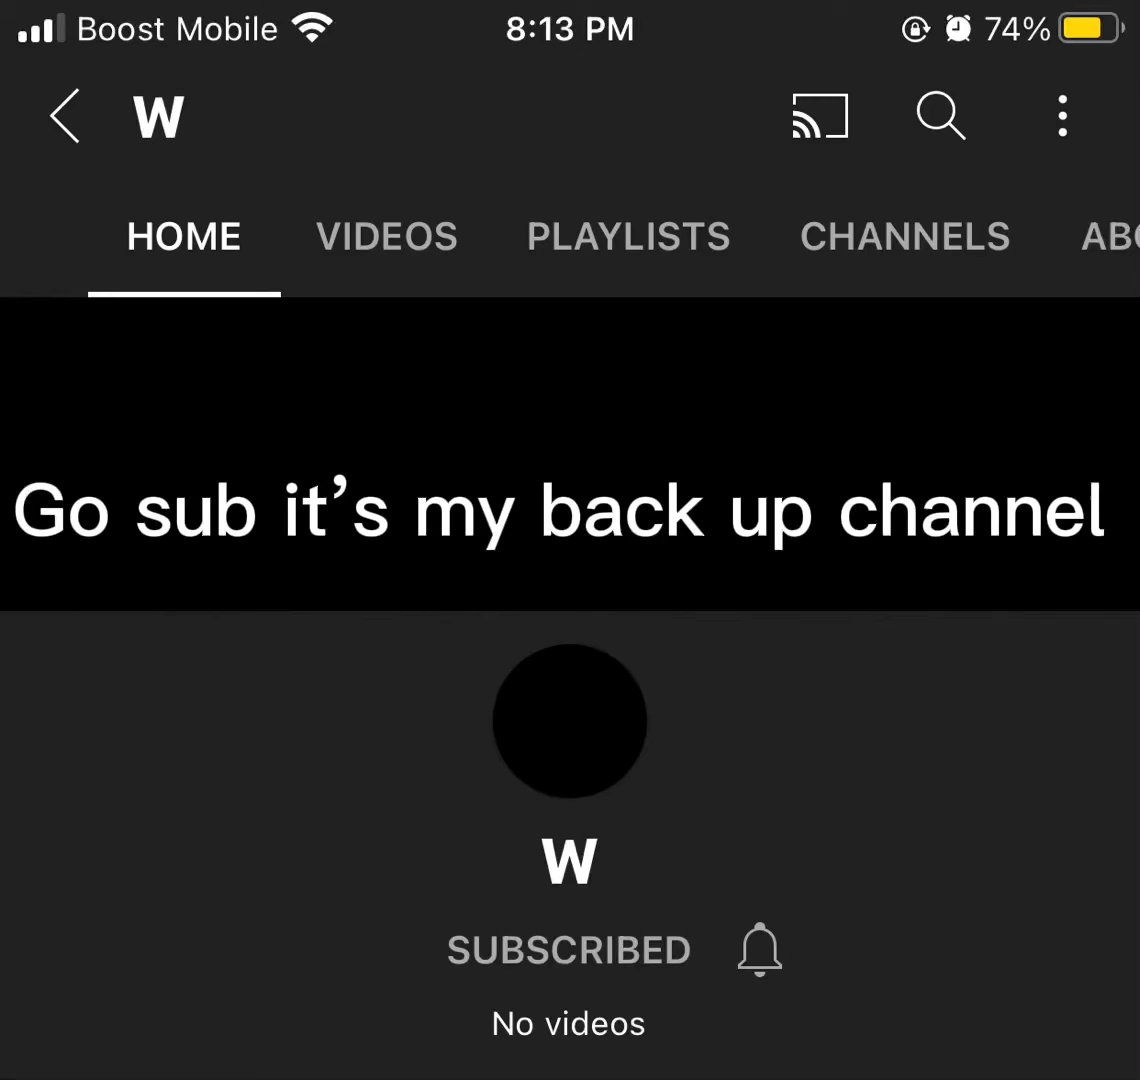 Boost Mobile 8:13 PM 74%
W
HOME VIDEOS PLAYLISTS CHANNELS
Go sub it’s my back up channel
W
SUBSCRIBED
No videos